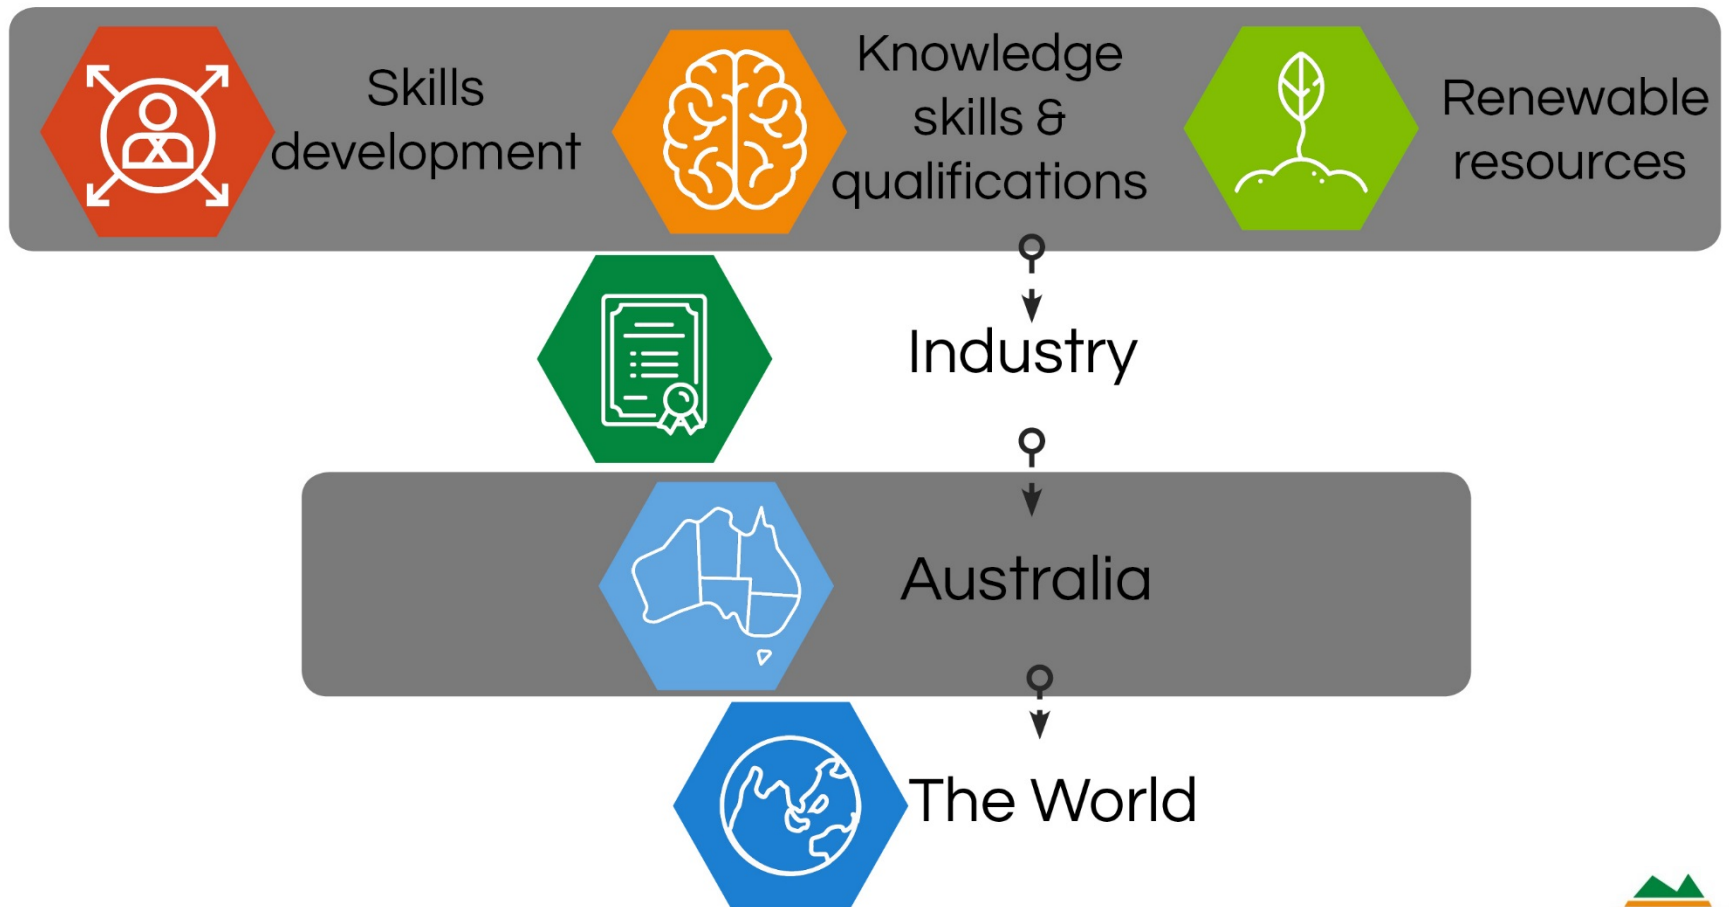 Skills
development
Knowledge
skills &
qualifications
Renewable
resources
Industry
Australia
The World